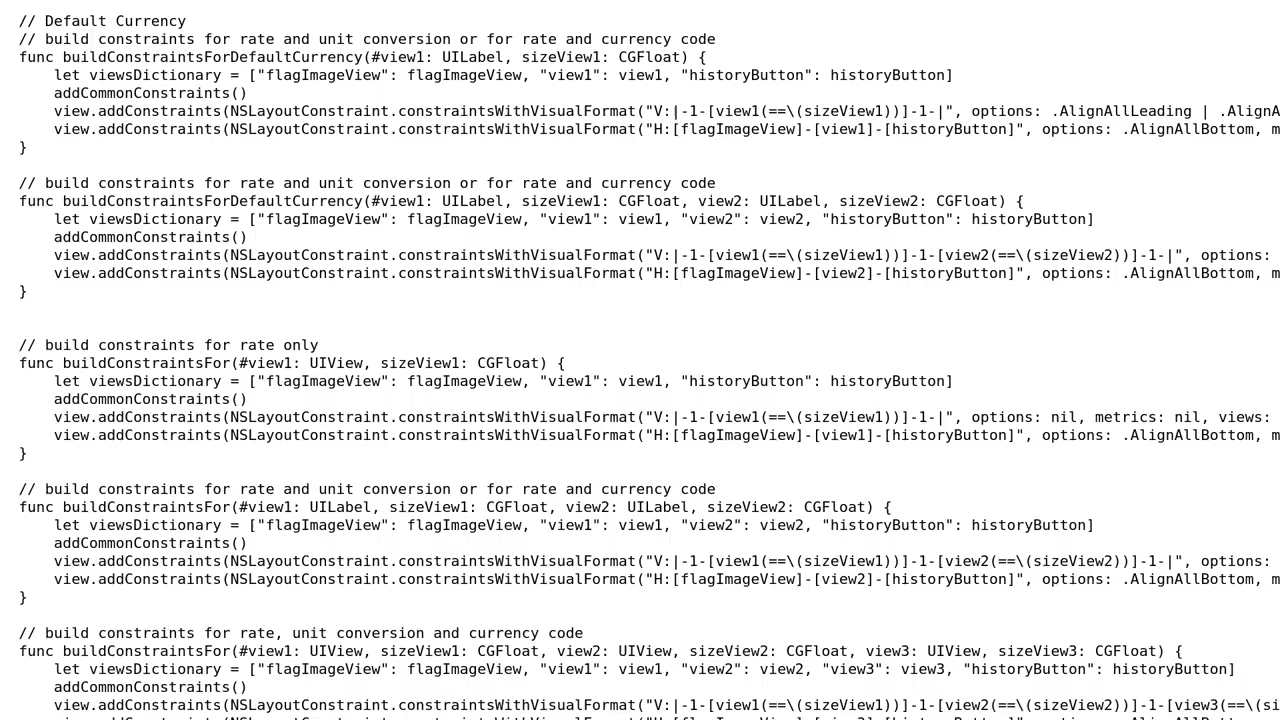 // Default Currency
// build constraints for rate and unit conversion or for rate and currency code
func buildConstraintsForDefaultCurrency(#view1: UILabel, sizeView1: CGFloat) {
    let viewsDictionary = ["flagImageView": flagImageView, "view1": view1, "historyButton": historyButton]
    addCommonConstraints()
    view.addConstraints(NSLayoutConstraint.constraintsWithVisualFormat("V:|-1-[view1(==\(sizeView1))]-1-|", options: .AlignAllLeading | .AlignA
    view.addConstraints(NSLayoutConstraint.constraintsWithVisualFormat("H:[flagImageView]-[view1]-[historyButton]", options: .AlignAllBottom, m
}

// build constraints for rate and unit conversion or for rate and currency code
func buildConstraintsForDefaultCurrency(#view1: UILabel, sizeView1: CGFloat, view2: UILabel, sizeView2: CGFloat) {
    let viewsDictionary = ["flagImageView": flagImageView, "view1": view1, "view2": view2, "historyButton": historyButton]
    addCommonConstraints()
    view.addConstraints(NSLayoutConstraint.constraintsWithVisualFormat("V:|-1-[view1(==\(sizeView1))]-1-[view2(==\(sizeView2))]-1-|", options:
    view.addConstraints(NSLayoutConstraint.constraintsWithVisualFormat("H:[flagImageView]-[view2]-[historyButton]", options: .AlignAllBottom, m
}


// build constraints for rate only
func buildConstraintsFor(#view1: UIView, sizeView1: CGFloat) {
    let viewsDictionary = ["flagImageView": flagImageView, "view1": view1, "historyButton": historyButton]
    addCommonConstraints()
    view.addConstraints(NSLayoutConstraint.constraintsWithVisualFormat("V:|-1-[view1(==\(sizeView1))]-1-|", options: nil, metrics: nil, views:
    view.addConstraints(NSLayoutConstraint.constraintsWithVisualFormat("H:[flagImageView]-[view1]-[historyButton]", options: .AlignAllBottom, m
}

// build constraints for rate and unit conversion or for rate and currency code
func buildConstraintsFor(#view1: UILabel, sizeView1: CGFloat, view2: UILabel, sizeView2: CGFloat) {
    let viewsDictionary = ["flagImageView": flagImageView, "view1": view1, "view2": view2, "historyButton": historyButton]
    addCommonConstraints()
    view.addConstraints(NSLayoutConstraint.constraintsWithVisualFormat("V:|-1-[view1(==\(sizeView1))]-1-[view2(==\(sizeView2))]-1-|", options:
    view.addConstraints(NSLayoutConstraint.constraintsWithVisualFormat("H:[flagImageView]-[view2]-[historyButton]", options: .AlignAllBottom, m
}

// build constraints for rate, unit conversion and currency code
func buildConstraintsFor(#view1: UIView, sizeView1: CGFloat, view2: UIView, sizeView2: CGFloat, view3: UIView, sizeView3: CGFloat) {
    let viewsDictionary = ["flagImageView": flagImageView, "view1": view1, "view2": view2, "view3": view3, "historyButton": historyButton]
    addCommonConstraints()
    view.addConstraints(NSLayoutConstraint.constraintsWithVisualFormat("V:|-1-[view1(==\(sizeView1))]-1-[view2(==\(sizeView2))]-1-[view3(==\(si